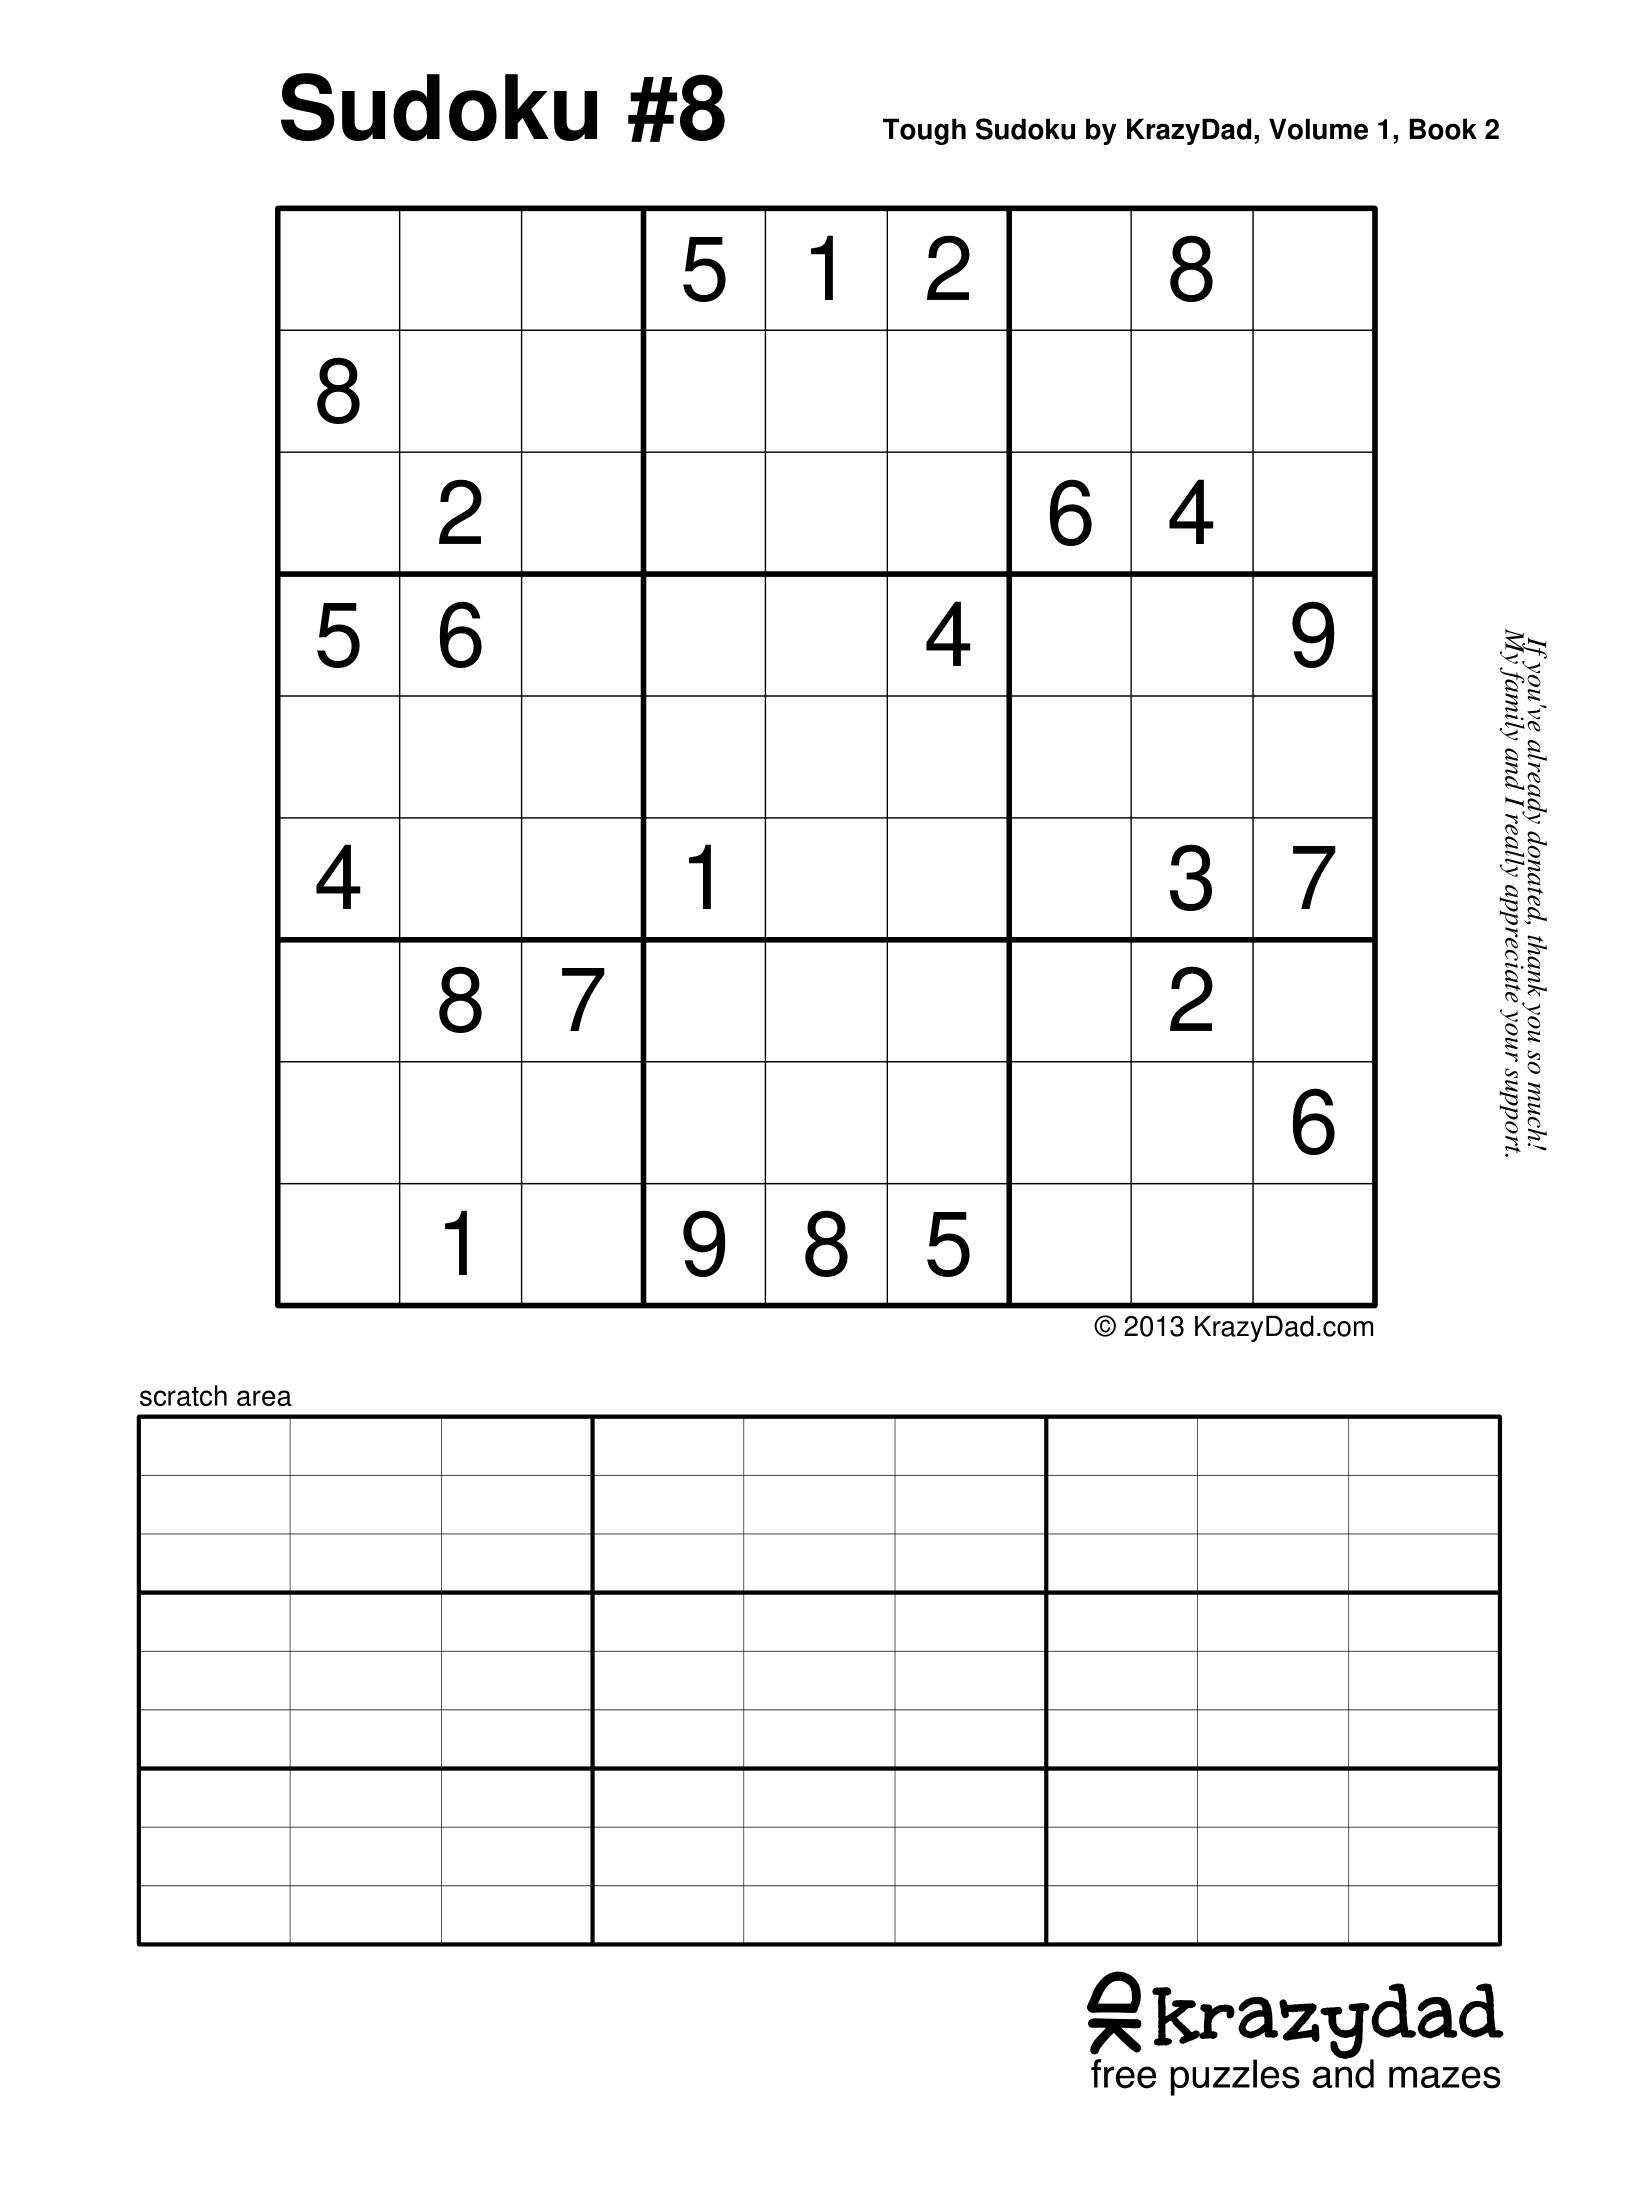 Sudoku #8
Tough Sudoku by KrazyDad, Volume 1, Book 2
5 1 2 8
8
2 6 4
5 6 4 9
4 1 3 7
8 7 2
6
1 9 8 5
If you've already donated, thank you so much!
My family and I really appreciate your support.
© 2013 KrazyDad.com
scratch area
KD krazydad
free puzzles and mazes